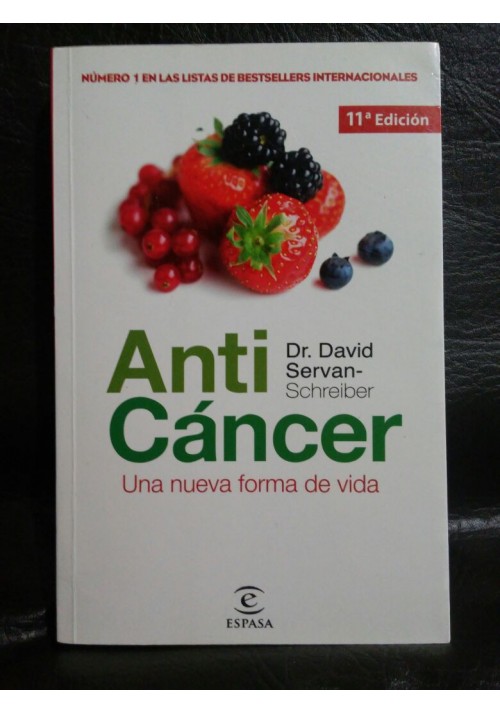 NÚMERO 1 EN LAS LISTAS DE BESTSELLERS INTERNACIONALES
11ª Edición
Anti
Dr. David
Servan-
Schreiber
Cáncer
Una nueva forma de vida
e
ESPASA